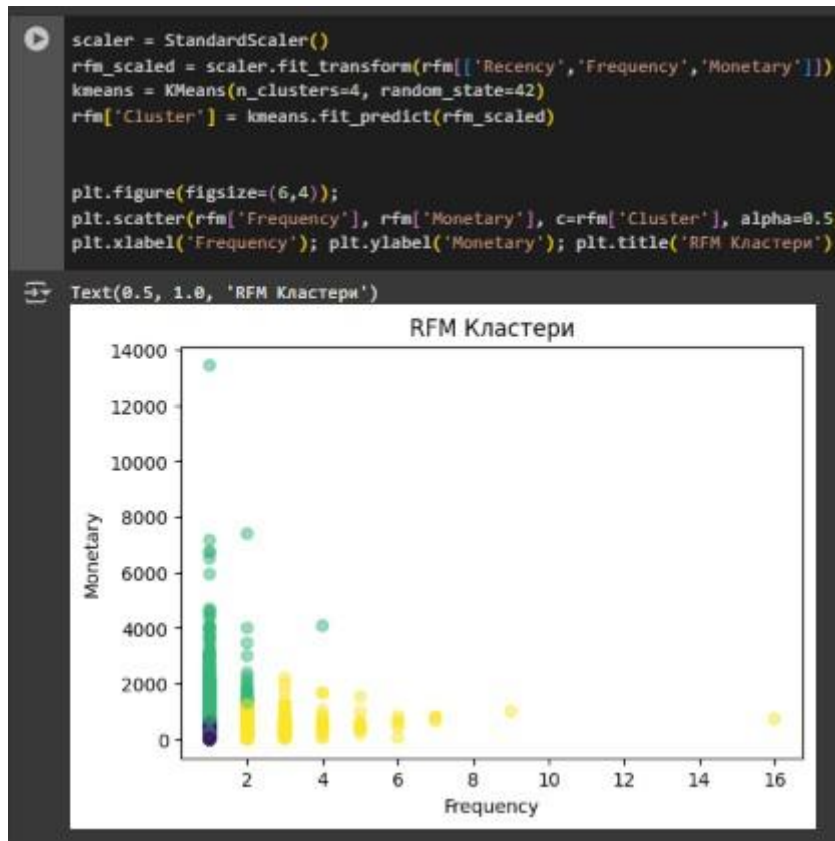 scaler = StandardScaler()
rfm_scaled = scaler.fit_transform(rfm[['Recency','Frequency','Monetary']])
kmeans = KMeans(n_clusters=4, random_state=42)
rfm['Cluster'] = kmeans.fit_predict(rfm_scaled)
plt.figure(figsize=(6,4));
plt.scatter(rfm['Frequency'], rfm['Monetary'], c=rfm['Cluster'], alpha=0.5
plt.xlabel('Frequency'); plt.ylabel('Monetary'); plt.title('RFM Кластери')
Text(0.5, 1.0, 'RFM Кластери')
RFM Кластери
14000
12000
10000
8000
6000
4000
2000
0
Monetary
2 4 6 8 10 12 14 16
Frequency